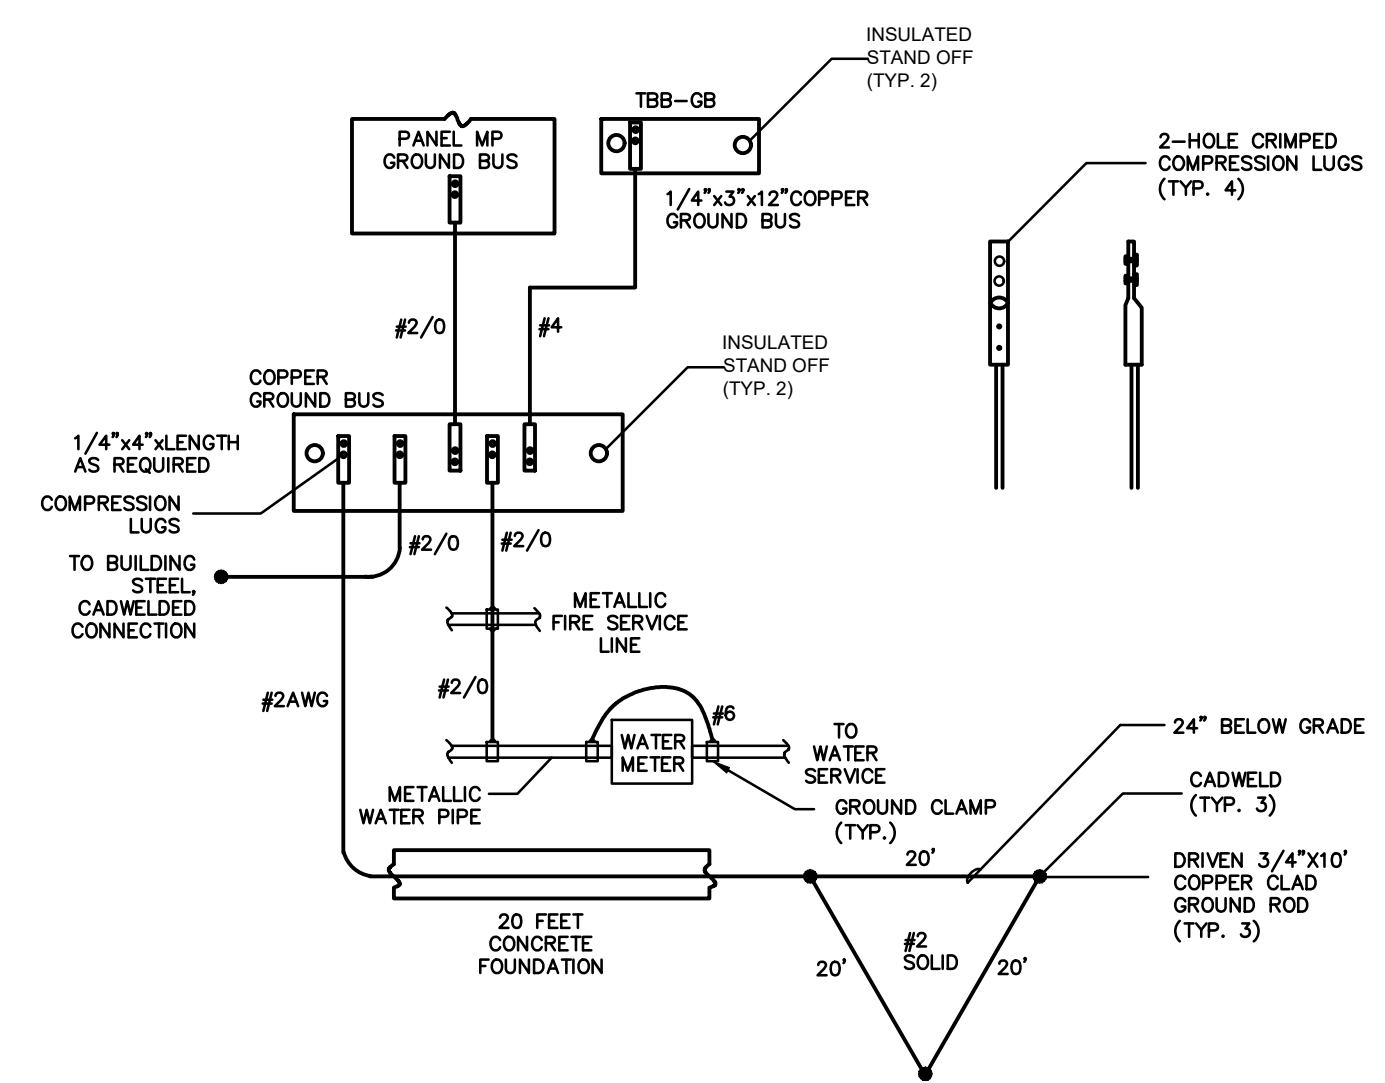 INSULATED
STAND OFF
(TYP. 2)
TBB-GB
PANEL MP
GROUND BUS
2-HOLE CRIMPED
COMPRESSION LUGS
(TYP. 4)
1/4"x3"x12"COPPER
GROUND BUS
#2/0
#4
INSULATED
STAND OFF
(TYP. 2)
COPPER
GROUND BUS
1/4"x4"xLENGTH
AS REQUIRED
COMPRESSION
LUGS
#2/0
#2/0
TO BUILDING
STEEL,
CADWELDED
CONNECTION
METALLIC
FIRE SERVICE
LINE
#2AWG
#2/0
#6
WATER
METER
TO
WATER
SERVICE
24" BELOW GRADE
METALLIC
WATER PIPE
GROUND CLAMP
(TYP.)
CADWELD
(TYP. 3)
20'
DRIVEN 3/4"X10'
COPPER CLAD
GROUND ROD
(TYP. 3)
20 FEET
CONCRETE
FOUNDATION
#2
SOLID
20'
20'